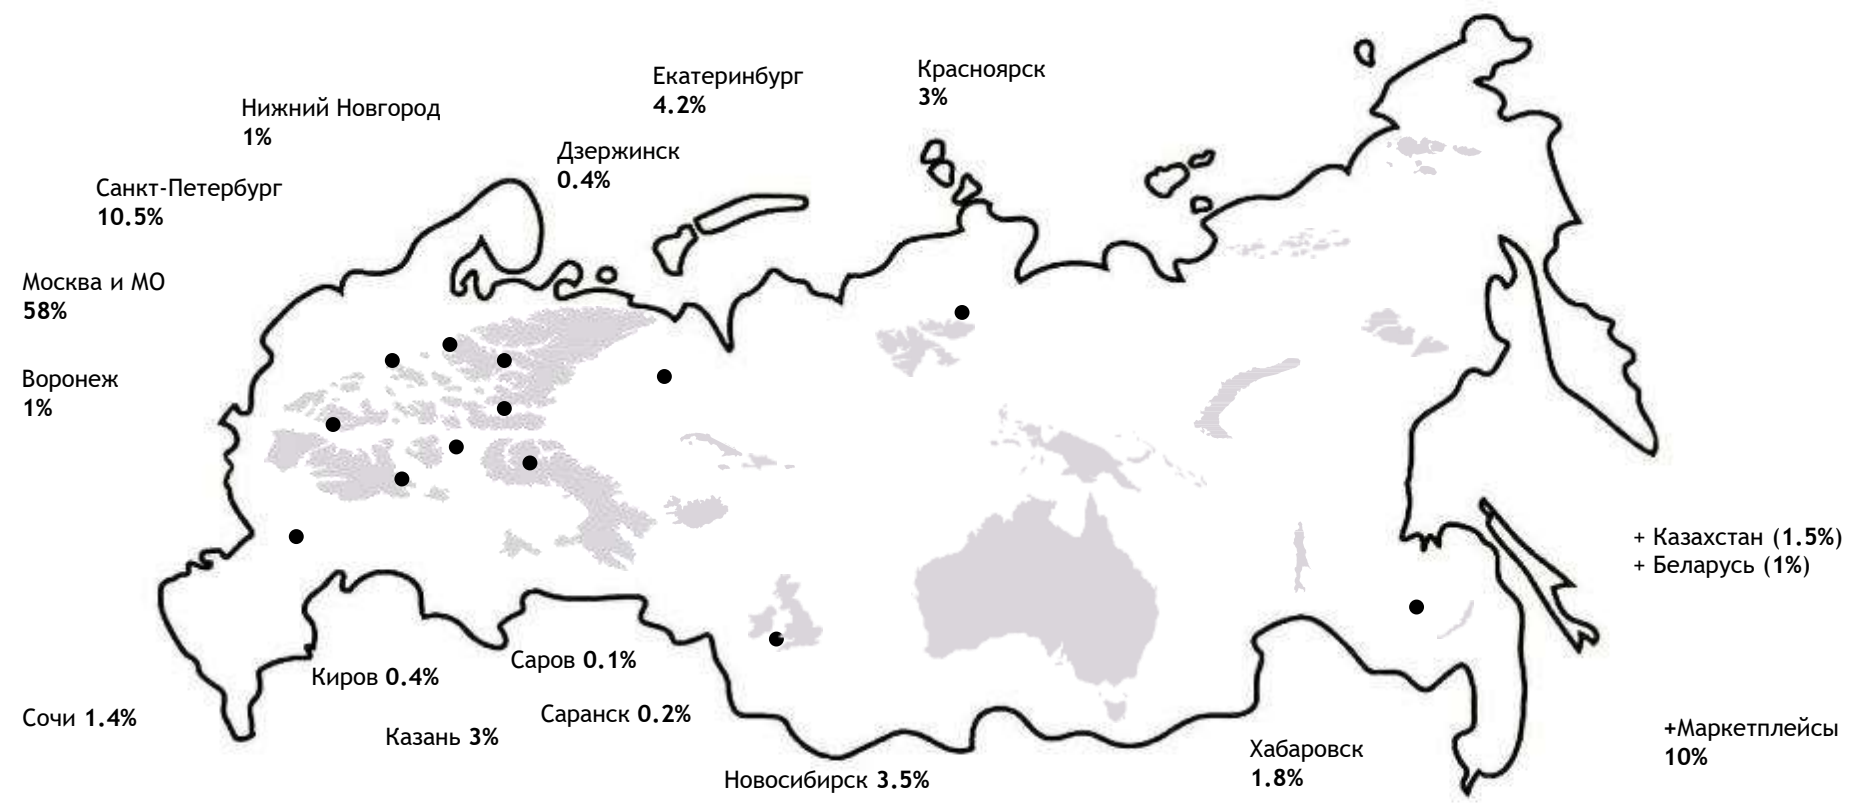 Екатеринбург
4.2%
Красноярск
3%
Нижний Новгород
1%
Дзержинск
0.4%
Санкт-Петербург
10.5%
Москва и МО
58%
Воронеж
1%
+ Казахстан (1.5%)
+ Беларусь (1%)
Саров 0.1%
Киров 0.4%
Сочи 1.4%
Саранск 0.2%
Казань 3%
+Маркетплейсы
10%
Хабаровск
1.8%
Новосибирск 3.5%